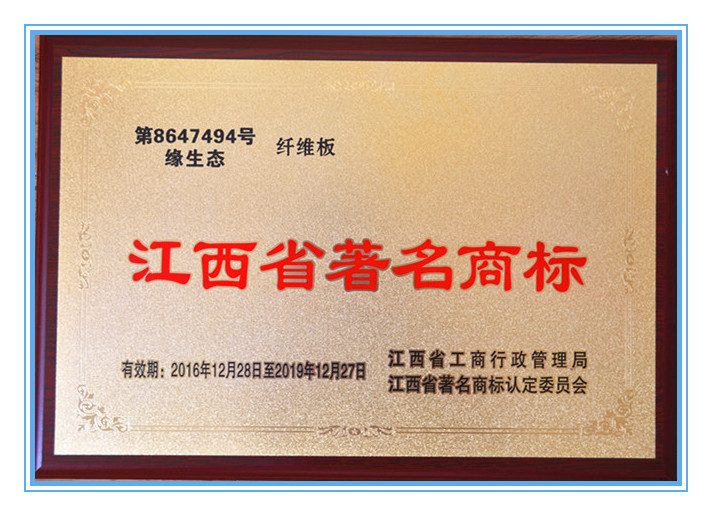 第8647494号
缘生态
纤维板
江西省著名商标
有效期：2016年12月28日至2019年12月27日
江西省工商行政管理局
江西省著名商标认定委员会